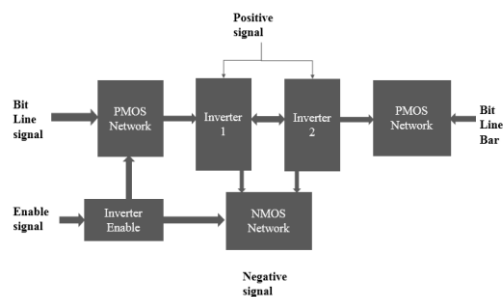 Positive
signal
Bit
Line
signal
PMOS
Network
Inverter
1
Inverter
2
PMOS
Network
Bit
Line
Bar
Enable
signal
Inverter
Enable
NMOS
Network
Negative
signal